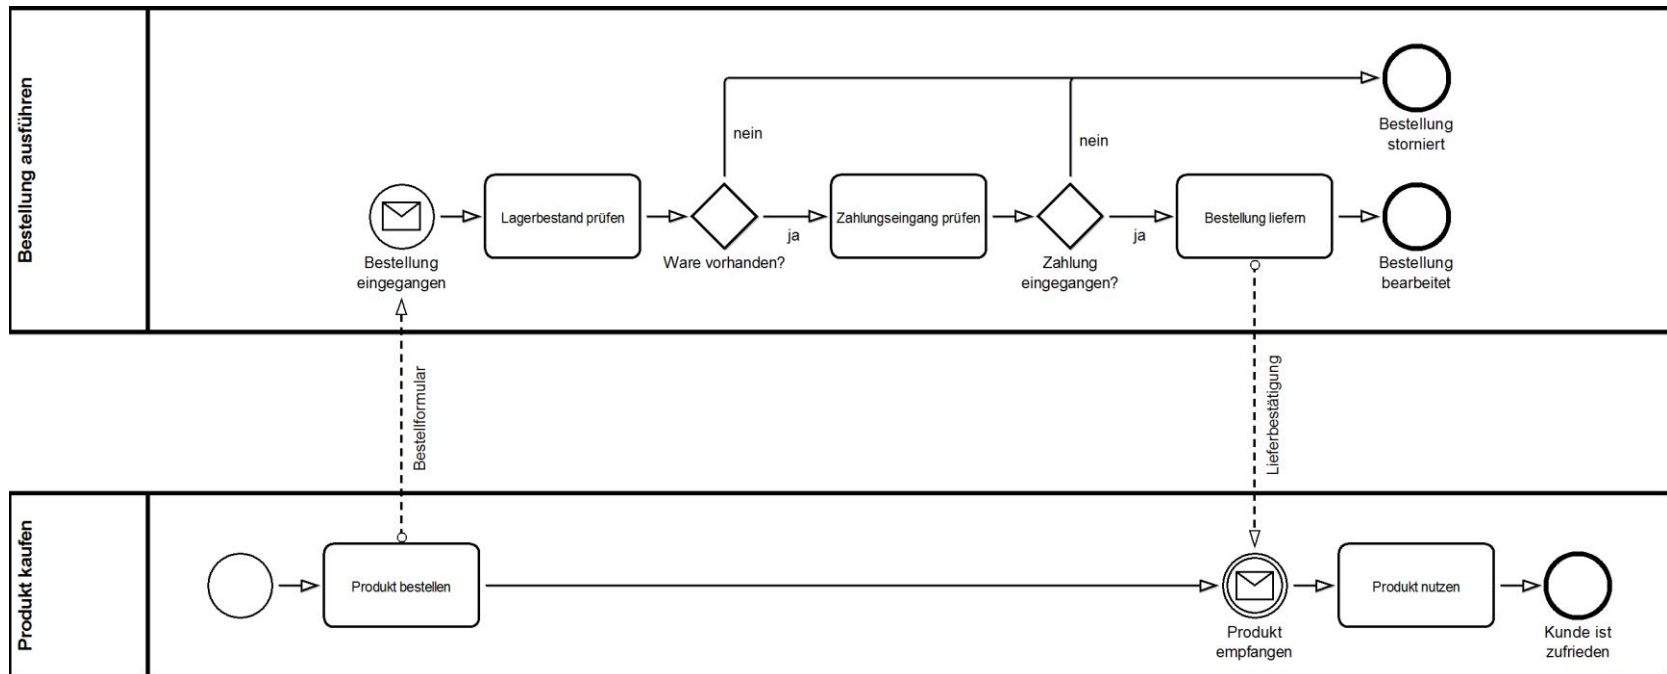 Bestellung ausführen
Bestellung
storniert
nein
nein
Lagerbestand prüfen
Zahlungseingang prüfen
Bestellung liefern
ja
ja
Bestellung
eingegangen
Ware vorhanden?
Zahlung
eingegangen?
Bestellung
bearbeitet
Bestellformular
Lieferbestätigung
Produkt kaufen
Produkt bestellen
Produkt
empfangen
Produkt nutzen
Kunde ist
zufrieden